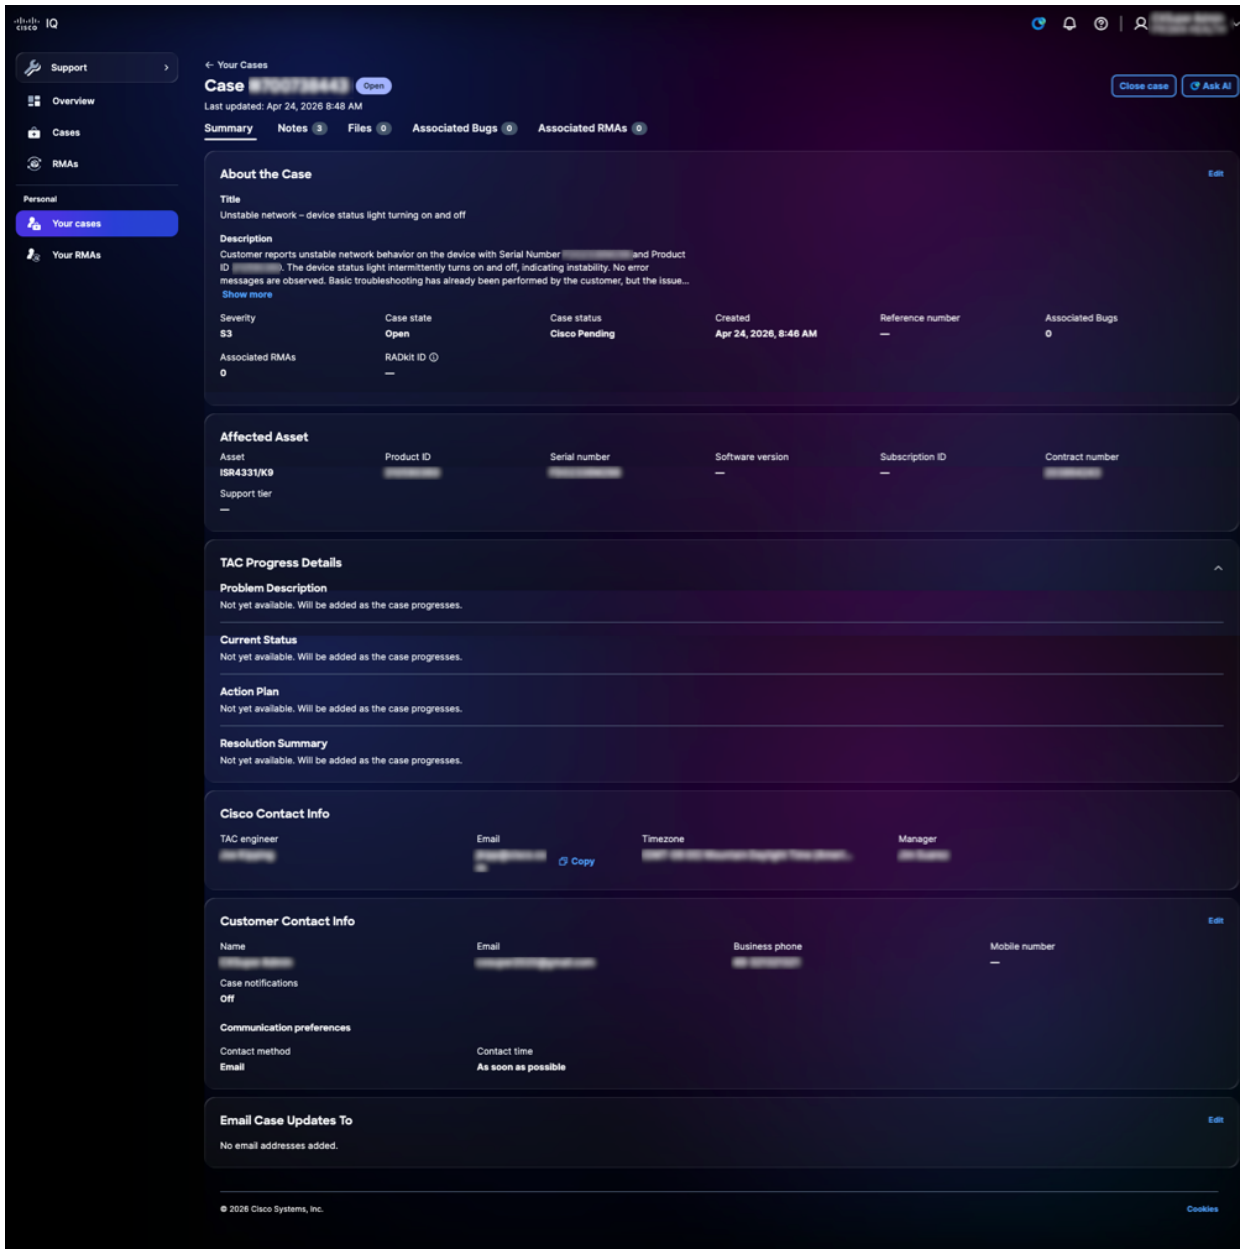 cisco IQ
Support
Overview
Cases
RMAs
Personal
Your cases
Your RMAs
← Your Cases
Case Open
Close case
Ask AI
Last updated: Apr 24, 2026 8:48 AM
Summary Notes 3 Files 0 Associated Bugs 0 Associated RMAs 0
About the Case
Edit
Title
Unstable network – device status light turning on and off
Description
Customer reports unstable network behavior on the device with Serial Number and Product
ID . The device status light intermittently turns on and off, indicating instability. No error
messages are observed. Basic troubleshooting has already been performed by the customer, but the issue...
Show more
Severity Case state Case status Created Reference number Associated Bugs
S3 Open Cisco Pending Apr 24, 2026, 8:46 AM — 0
Associated RMAs RADkit ID
0 —
Affected Asset
Asset Product ID Serial number Software version Subscription ID Contract number
ISR4331/K9 — —
Support tier
—
TAC Progress Details
Problem Description
Not yet available. Will be added as the case progresses.
Current Status
Not yet available. Will be added as the case progresses.
Action Plan
Not yet available. Will be added as the case progresses.
Resolution Summary
Not yet available. Will be added as the case progresses.
Cisco Contact Info
TAC engineer Email Timezone Manager
Copy
Customer Contact Info
Edit
Name Email Business phone Mobile number
—
Case notifications
Off
Communication preferences
Contact method Contact time
Email As soon as possible
Email Case Updates To
Edit
No email addresses added.
© 2026 Cisco Systems, Inc.
Cookies